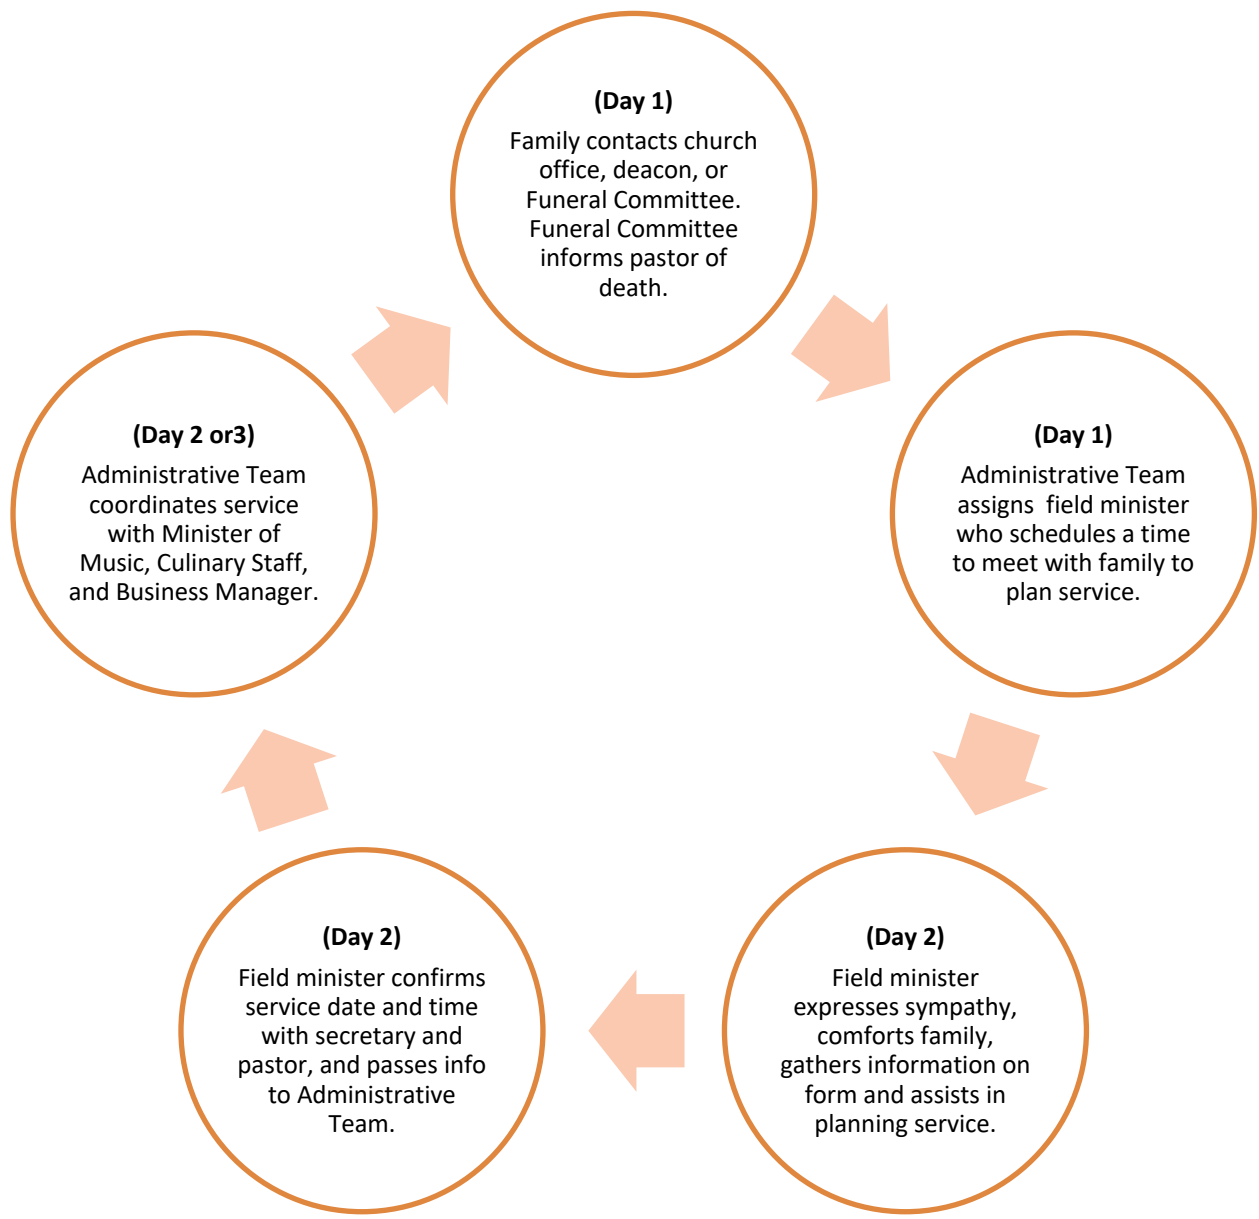 (Day 1)
Family contacts church
office, deacon, or
Funeral Committee.
Funeral Committee
informs pastor of
death.
(Day 1)
Administrative Team
assigns  field minister
who schedules a time
to meet with family to
plan service.
(Day 2)
Field minister
expresses sympathy,
comforts family,
gathers information on
form and assists in
planning service.
(Day 2)
Field minister confirms
service date and time
with secretary and
pastor, and passes info
to Administrative
Team.
(Day 2 or3)
Administrative Team
coordinates service
with Minister of
Music, Culinary Staff,
and Business Manager.